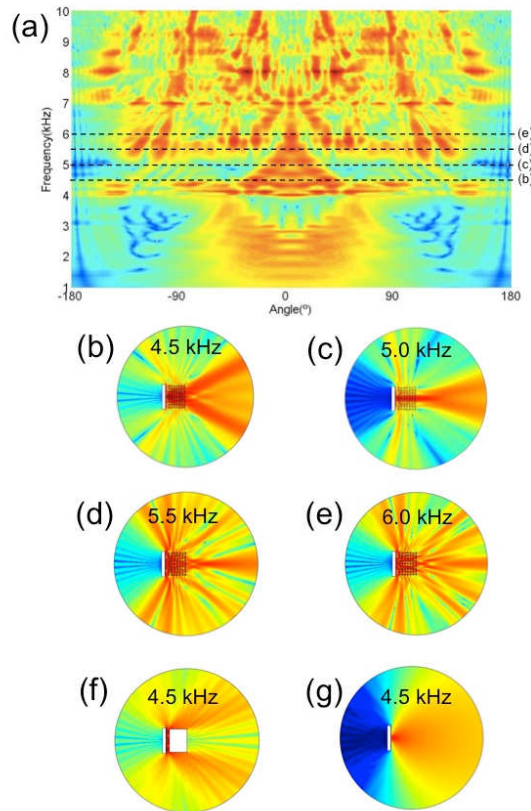 (a)
10
9
8
7
6
5
4
3
2
1
Frequency(kHz)
(e)
(d)
(c)
(b)
-180 -90 0 90 180
Angle(º)
(b) 4.5 kHz (c) 5.0 kHz
(d) 5.5 kHz (e) 6.0 kHz
(f) 4.5 kHz (g) 4.5 kHz